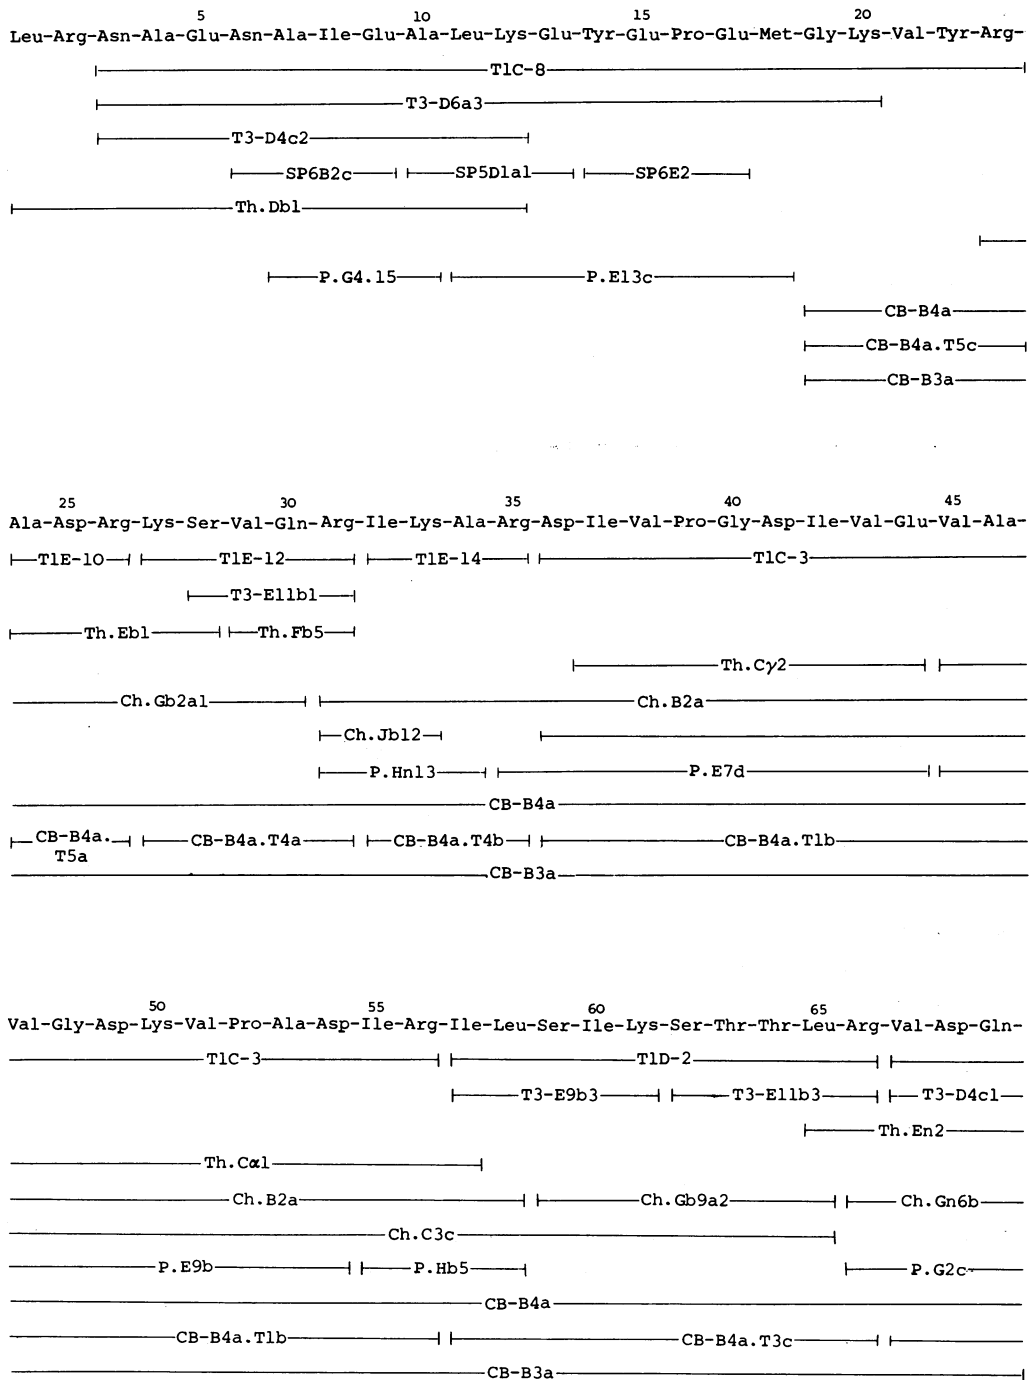 5 10 15 20
Leu-Arg-Asn-Ala-Glu-Asn-Ala-Ile-Glu-Ala-Leu-Lys-Glu-Tyr-Glu-Pro-Glu-Met-Gly-Lys-Val-Tyr-Arg-
T1C-8
T3-D6a3
T3-D4c2
SP6B2c SP5D1a1 SP6E2
Th.Db1
P.G4.15 P.E13c
CB-B4a
CB-B4a.T5c
CB-B3a
25 30 35 40 45
Ala-Asp-Arg-Lys-Ser-Val-Gln-Arg-Ile-Lys-Ala-Arg-Asp-Ile-Val-Pro-Gly-Asp-Ile-Val-Glu-Val-Ala-
T1E-10 T1E-12 T1E-14 T1C-3
T3-E11b1
Th.Eb1 Th.Fb5
Th.Cγ2
Ch.Gb2a1 Ch.B2a
Ch.Jb12
P.Hn13 P.E7d
CB-B4a
CB-B4a.T5a CB-B4a.T4a CB-B4a.T4b CB-B4a.T1b
CB-B3a
50 55 60 65
Val-Gly-Asp-Lys-Val-Pro-Ala-Asp-Ile-Arg-Ile-Leu-Ser-Ile-Lys-Ser-Thr-Thr-Leu-Arg-Val-Asp-Gln-
T1C-3 T1D-2
T3-E9b3 T3-E11b3 T3-D4c1
Th.En2
Th.Cα1
Ch.B2a Ch.Gb9a2 Ch.Gn6b
Ch.C3c
P.E9b P.Hb5 P.G2c
CB-B4a
CB-B4a.T1b CB-B4a.T3c
CB-B3a